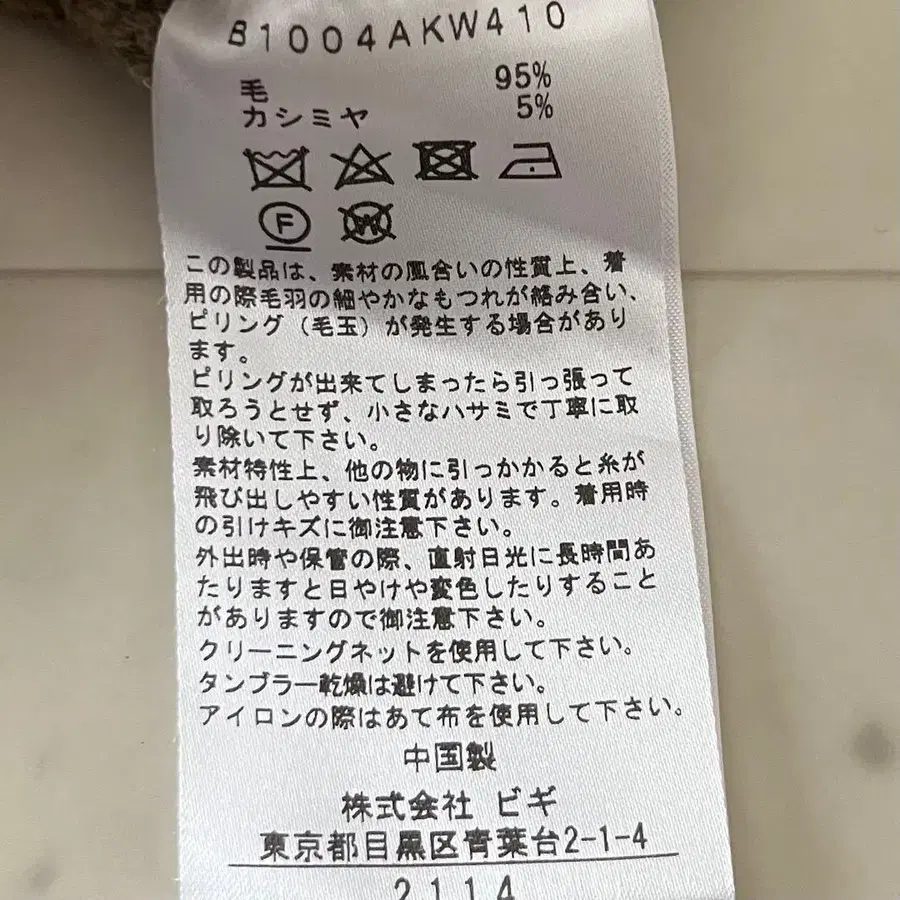 B1004AKW410
毛 95%
カシミヤ 5%
F W
この製品は、素材の風合いの性質上、着
用の際毛羽の細やかなもつれが絡み合い、
ピリング（毛玉）が発生する場合があり
ます。
ピリングが出来てしまったら引っ張って
取ろうとせず、小さなハサミで丁寧に取
り除いて下さい。
素材特性上、他の物に引っかかると糸が
飛び出しやすい性質があります。着用時
の引けキズに御注意下さい。
外出時や保管の際、直射日光に長時間あ
たりますと日やけや変色したりすること
がありますので御注意下さい。
クリーニングネットを使用して下さい。
タンブラー乾燥は避けて下さい。
アイロンの際はあて布を使用して下さい。
中国製
株式会社 ビギ
東京都目黒区青葉台2-1-4
2114